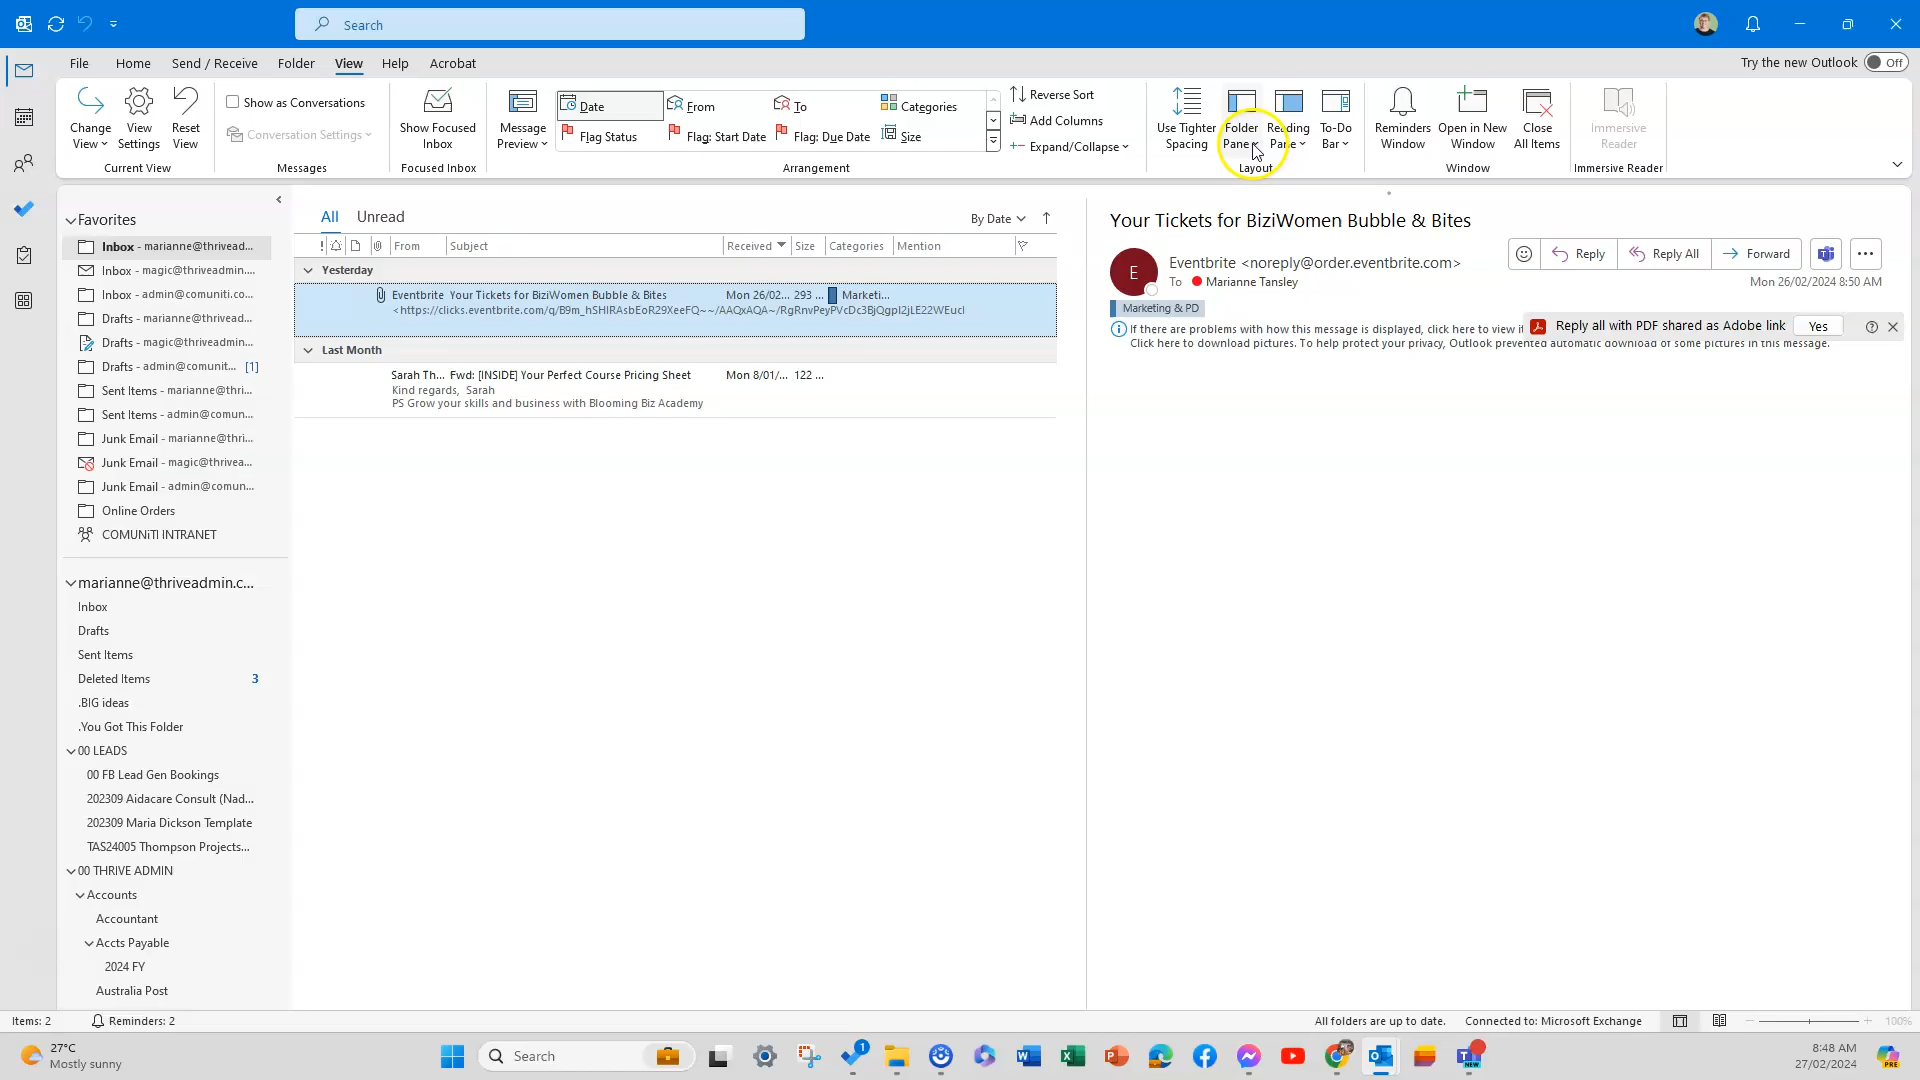 Search
File Home Send / Receive Folder View Help Acrobat
Try the new Outlook Off
Change View
View Settings
Reset View
Current View
Show as Conversations
Conversation Settings
Messages
Show Focused Inbox
Focused Inbox
Message Preview
Date From To Categories
Flag Status Flag: Start Date Flag: Due Date Size
Arrangement
Reverse Sort
Add Columns
Expand/Collapse
Use Tighter Spacing
Folder Pane
Reading Pane
To-Do Bar
Layout
Reminders Window
Open in New Window
Close All Items
Window
Immersive Reader
Immersive Reader
Favorites
Inbox - marianne@thrivead...
Inbox - magic@thriveadmin....
Inbox - admin@comuniti.co...
Drafts - marianne@thrivead...
Drafts - magic@thriveadmin...
Drafts - admin@comunit... [1]
Sent Items - marianne@thri...
Sent Items - admin@comun...
Junk Email - marianne@thri...
Junk Email - magic@thrivea...
Junk Email - admin@comun...
Online Orders
COMUNiTI INTRANET
marianne@thriveadmin.c...
Inbox
Drafts
Sent Items
Deleted Items 3
.BIG ideas
.You Got This Folder
00 LEADS
00 FB Lead Gen Bookings
202309 Aidacare Consult (Nad...
202309 Maria Dickson Template
TAS24005 Thompson Projects...
00 THRIVE ADMIN
Accounts
Accountant
Accts Payable
2024 FY
Australia Post
All Unread By Date
! From Subject Received Size Categories Mention
Yesterday
Eventbrite Your Tickets for BiziWomen Bubble & Bites Mon 26/02... 293 ... Marketi...
Last Month
Sarah Th... Fwd: [INSIDE] Your Perfect Course Pricing Sheet Mon 8/01/... 122 ...
Kind regards, Sarah
PS Grow your skills and business with Blooming Biz Academy
Your Tickets for BiziWomen Bubble & Bites
E
Eventbrite <noreply@order.eventbrite.com>
To Marianne Tansley
Reply Reply All Forward
Mon 26/02/2024 8:50 AM
Marketing & PD
If there are problems with how this message is displayed, click here to view it
Reply all with PDF shared as Adobe link Yes
Click here to download pictures. To help protect your privacy, Outlook prevented automatic download of some pictures in this message.
Items: 2 Reminders: 2
All folders are up to date. Connected to: Microsoft Exchange 100%
27°C
Mostly sunny
Search
1
NEW
8:48 AM
27/02/2024
PRE